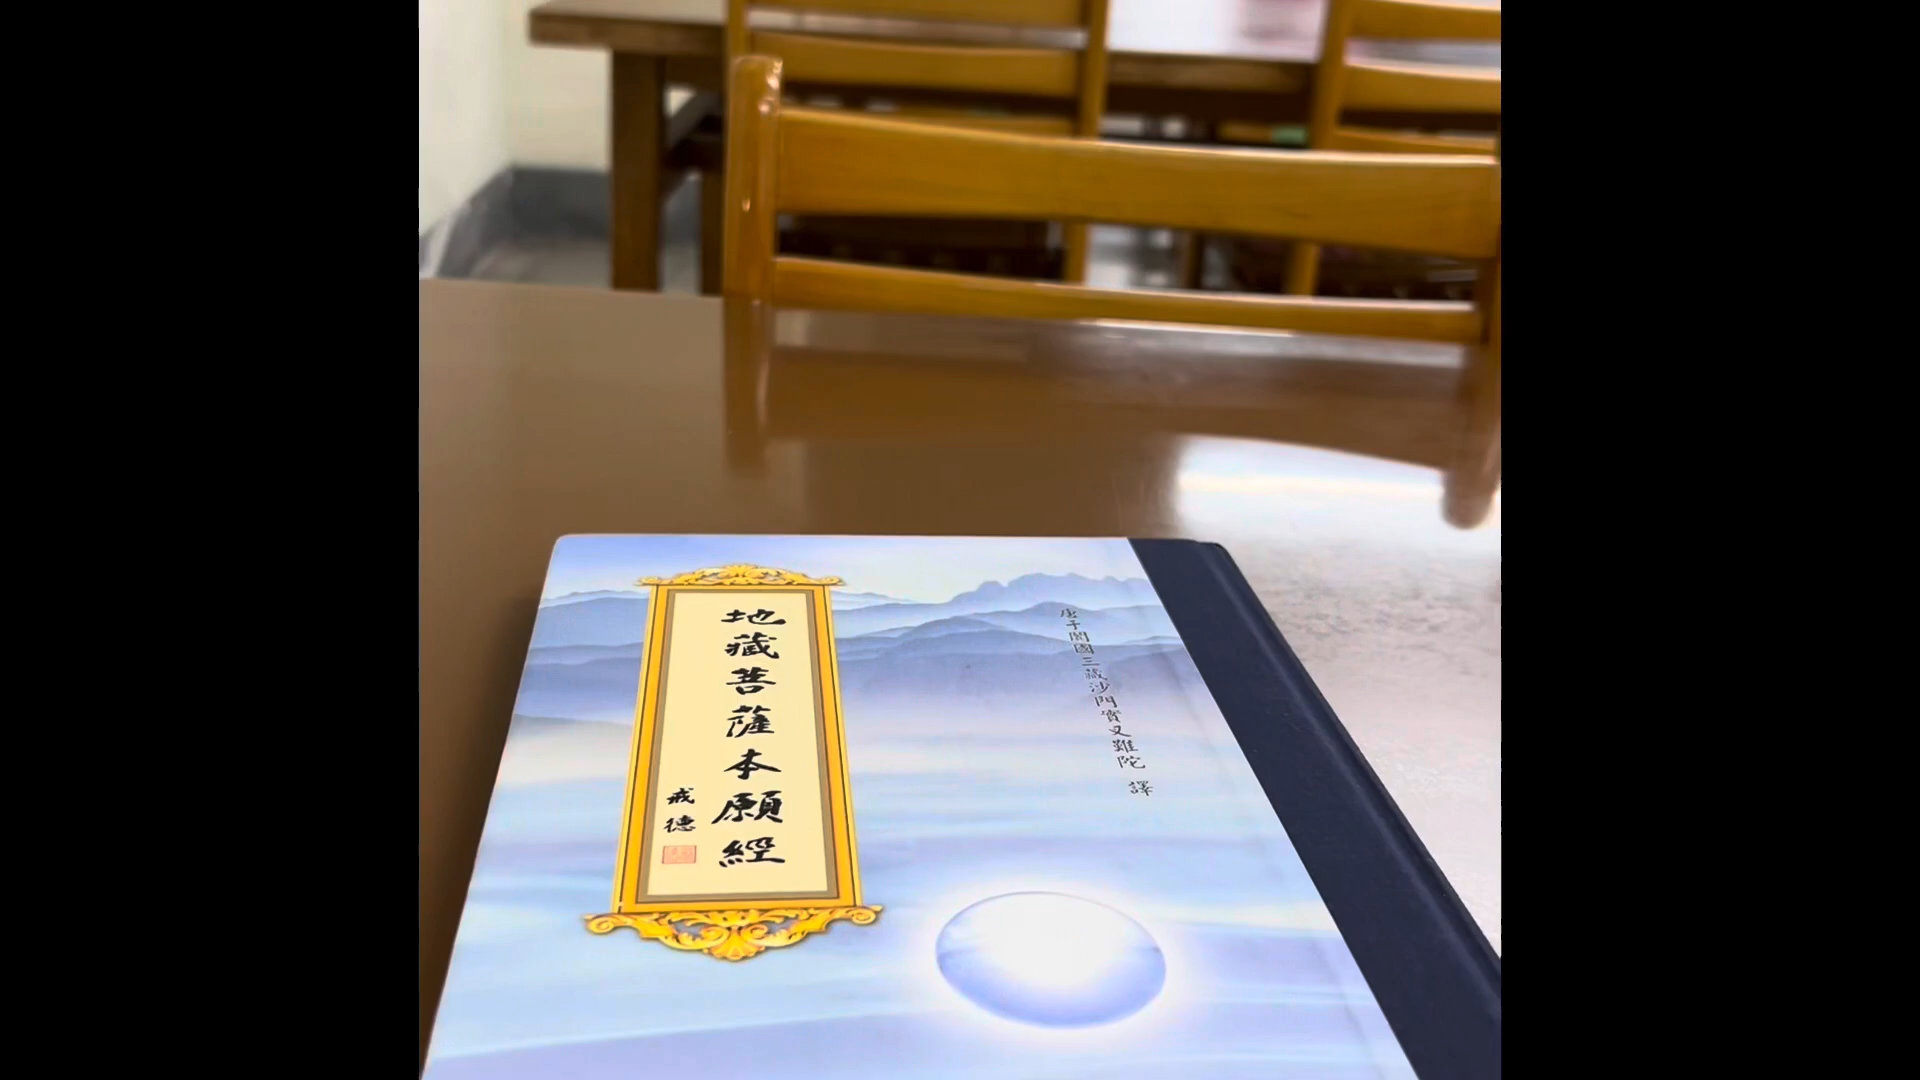 唐于闐國三藏沙門實叉難陀 譯
地藏菩薩本願經
戒德